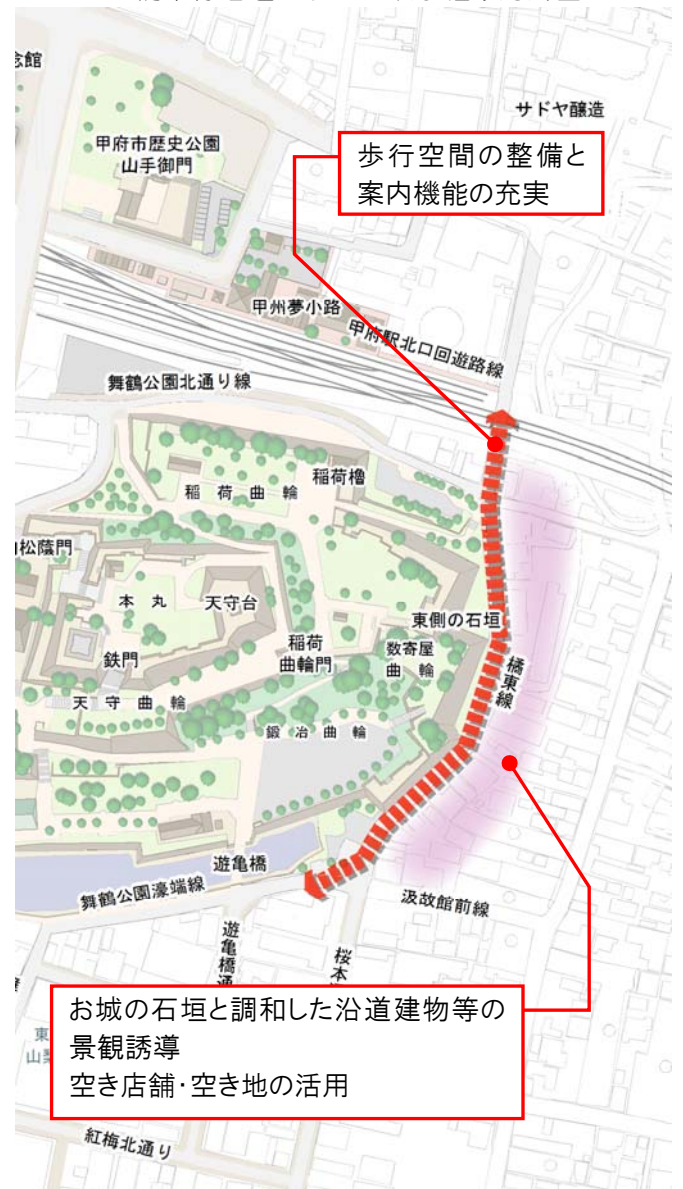 念館
サドヤ醸造
甲府市歴史公園
山手御門
歩行空間の整備と
案内機能の充実
甲州夢小路
甲府駅北口回遊路線
舞鶴公園北通り線
稲荷櫓
稲荷曲輪
松蔭門
本丸
天守台
東側の石垣
稲荷
曲輪門
数寄屋
曲輪
鉄門
橘東線
天守曲輪
鍛冶曲輪
遊亀橋
舞鶴公園濠端線
汲故館前線
遊亀橋通
桜本
お城の石垣と調和した沿道建物等の
景観誘導
空き店舗・空き地の活用
東
山
紅梅北通り